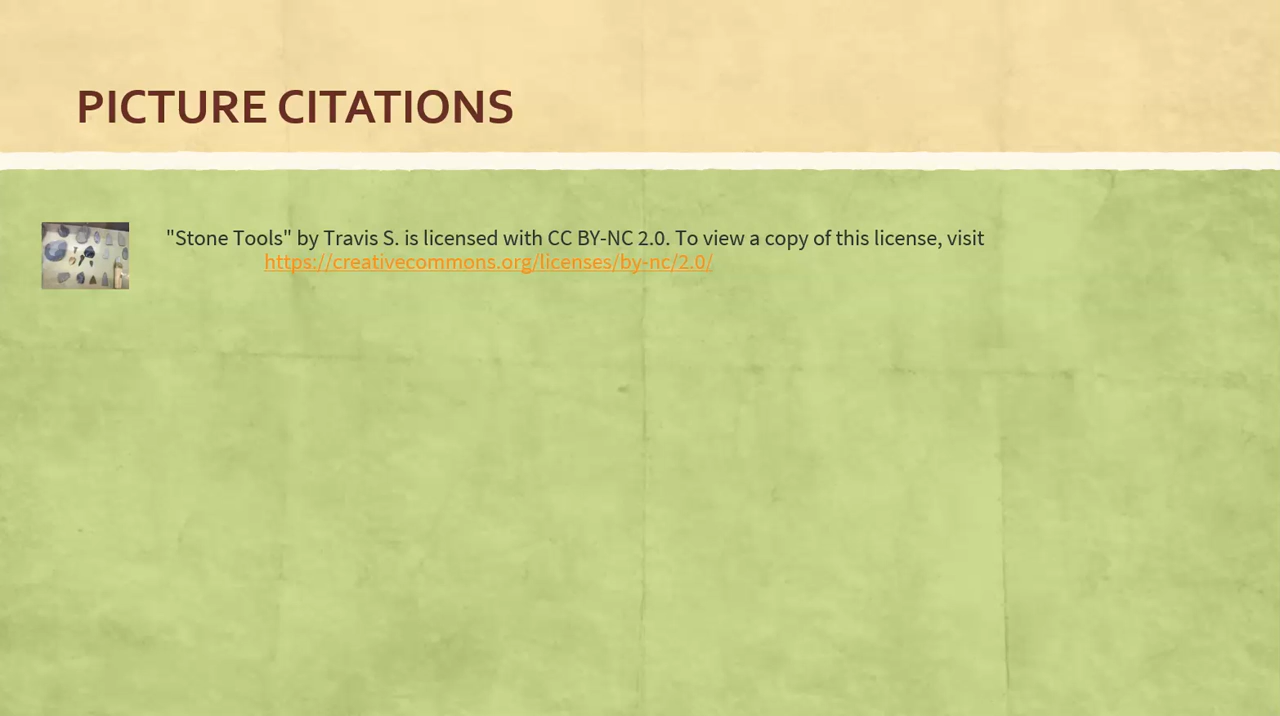 PICTURE CITATIONS
"Stone Tools" by Travis S. is licensed with CC BY-NC 2.0. To view a copy of this license, visit
https://creativecommons.org/licenses/by-nc/2.0/